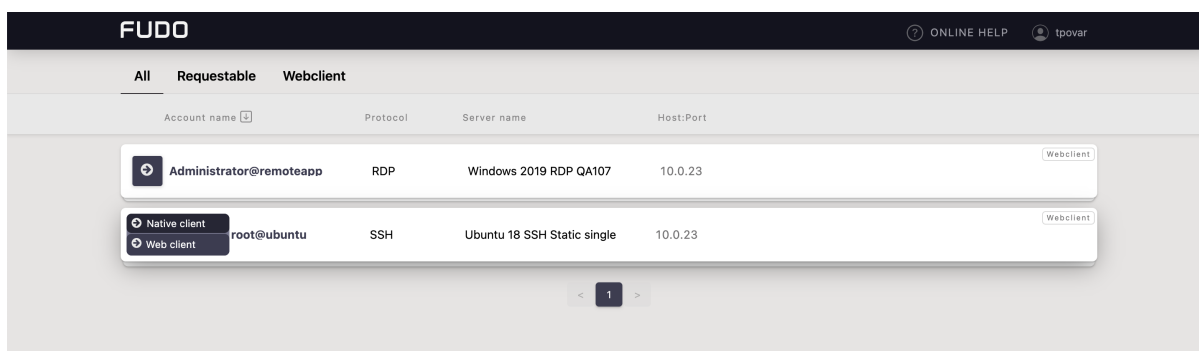 FUDO
? ONLINE HELP tpovar
All Requestable Webclient
Account name Protocol Server name Host:Port
Webclient
Administrator@remoteapp RDP Windows 2019 RDP QA107 10.0.23
Webclient
Native client
root@ubuntu SSH Ubuntu 18 SSH Static single 10.0.23
Web client
< 1 >